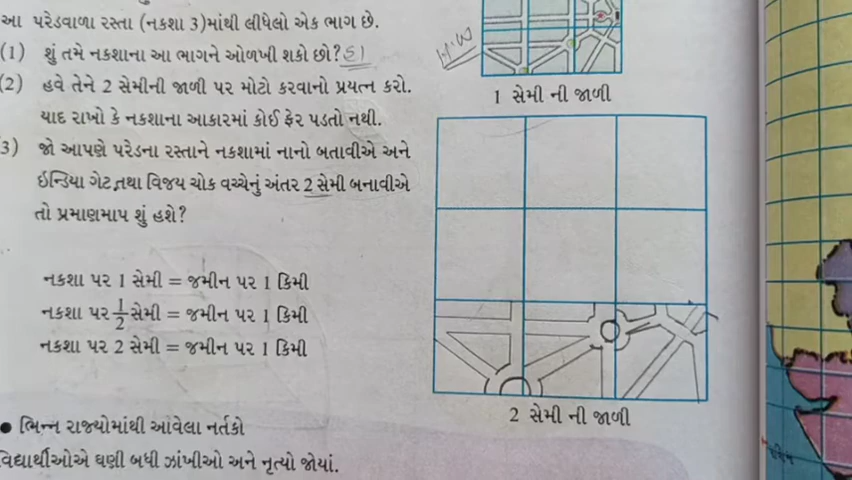 આ પરેડવાળા રસ્તા (નકશા 3)માંથી લીધેલો એક ભાગ છે.
(1) શું તમે નકશાના આ ભાગને ઓળખી શકો છો? હા
(2) હવે તેને 2 સેમીની જાળી પર મોટો કરવાનો પ્રયત્ન કરો.
યાદ રાખો કે નકશાના આકારમાં કોઈ ફેર પડતો નથી.
3) જો આપણે પરેડના રસ્તાને નકશામાં નાનો બતાવીએ અને
ઇન્ડિયા ગેટ તથા વિજય ચોક વચ્ચેનું અંતર 2 સેમી બનાવીએ
તો પ્રમાણમાપ શું હશે?
નકશા પર 1 સેમી = જમીન પર 1 કિમી
નકશા પર 1/2 સેમી = જમીન પર 1 કિમી
નકશા પર 2 સેમી = જમીન પર 1 કિમી
● ભિન્ન રાજ્યોમાંથી આવેલા નર્તકો
વિદ્યાર્થીઓએ ઘણી બધી ઝાંખીઓ અને નૃત્યો જોયાં.
H.W
1 સેમી ની જાળી
2 સેમી ની જાળી